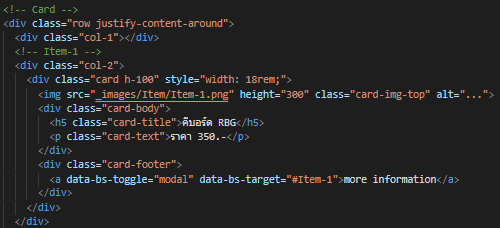 <!-- Card -->
<div class="row justify-content-around">
<div class="col-1"></div>
<!-- Item-1 -->
<div class="col-2">
<div class="card h-100" style="width: 18rem;">
<img src="_images/Item/Item-1.png" height="300" class="card-img-top" alt="...">
<div class="card-body">
<h5 class="card-title">คีบอร์ด RBG</h5>
<p class="card-text">ราคา 350.-</p>
</div>
<div class="card-footer">
<a data-bs-toggle="modal" data-bs-target="#Item-1">more information</a>
</div>
</div>
</div>